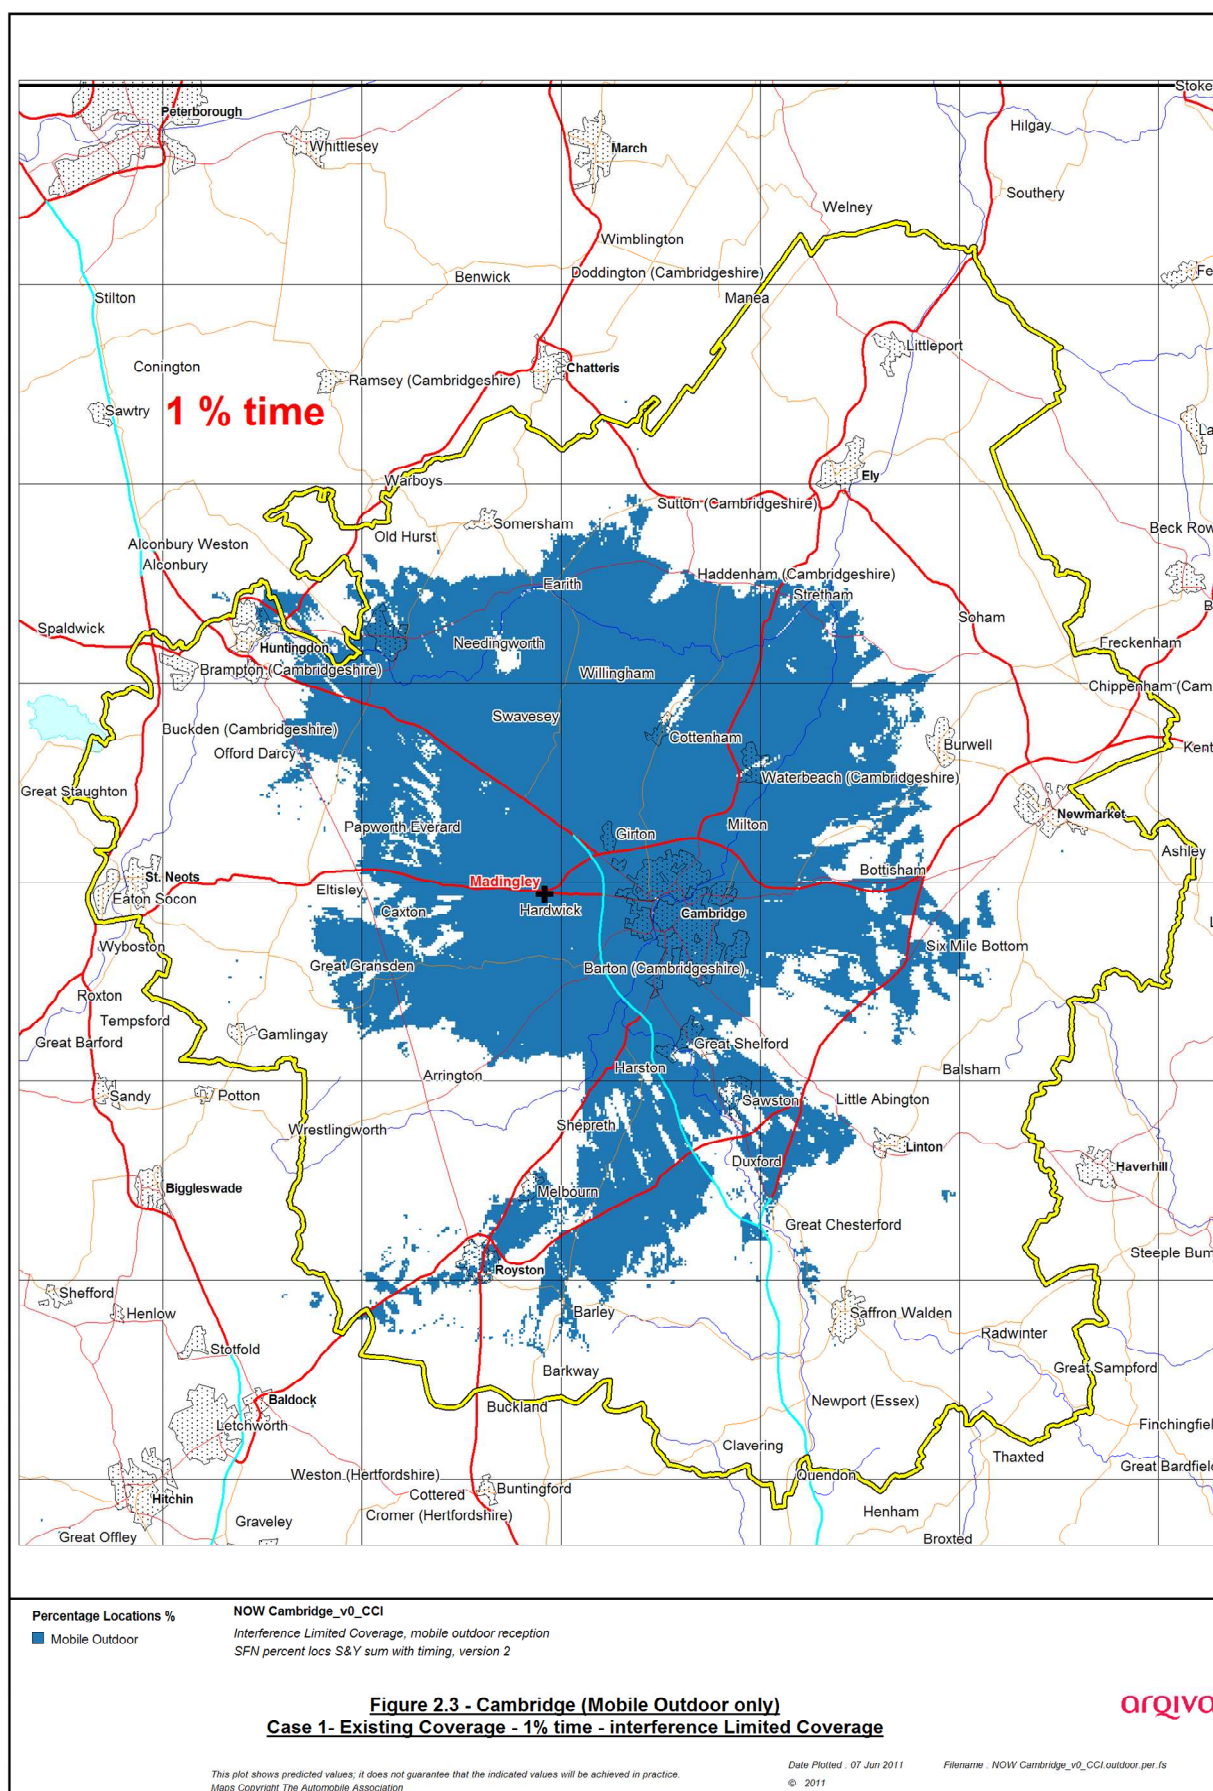 Stoke
Peterborough
Hilgay
Whittlesey
March
Southery
Welney
Wimblington
Benwick
Doddington (Cambridgeshire)
Fe
Stilton
Manea
Littleport
Conington
Chatteris
Ramsey (Cambridgeshire)
Sawtry
1 % time
La
Ely
Warboys
Sutton (Cambridgeshire)
Somersham
Beck Row
Old Hurst
Alconbury Weston
Alconbury
Haddenham (Cambridgeshire)
Earith
Stretham
B
Soham
Spaldwick
Huntingdon
Needingworth
Freckenham
Brampton (Cambridgeshire)
Willingham
Chippenham (Cam
Swavesey
Buckden (Cambridgeshire)
Cottenham
Burwell
Kent
Offord Darcy
Waterbeach (Cambridgeshire)
Great Staughton
Newmarket
Papworth Everard
Girton
Milton
Ashley
St. Neots
Madingley
Bottisham
Eltisley
Eaton Socon
Caxton
Hardwick
Cambridge
L
Wyboston
Six Mile Bottom
Great Gransden
Barton (Cambridgeshire)
Roxton
Tempsford
Gamlingay
Great Barford
Great Shelford
Arrington
Harston
Balsham
Sandy
Potton
Sawston
Little Abington
Wrestlingworth
Shepreth
Linton
Duxford
Haverhill
Biggleswade
Melbourn
Great Chesterford
Steeple Bum
Royston
Shefford
Henlow
Barley
Saffron Walden
Radwinter
Stotfold
Great Sampford
Barkway
Baldock
Buckland
Newport (Essex)
Letchworth
Finchingfiel
Clavering
Thaxted
Great Bardfiel
Weston (Hertfordshire)
Quendon
Hitchin
Cottered
Buntingford
Cromer (Hertfordshire)
Henham
Graveley
Great Offley
Broxted
Percentage Locations %
Mobile Outdoor
NOW Cambridge_v0_CCI
Interference Limited Coverage, mobile outdoor reception
SFN percent locs S&Y sum with timing, version 2
Figure 2.3 - Cambridge (Mobile Outdoor only)
Case 1- Existing Coverage - 1% time - interference Limited Coverage
arqiva
This plot shows predicted values; it does not guarantee that the indicated values will be achieved in practice.
Maps Copyright The Automobile Association
Date Plotted : 07 Jun 2011
© 2011
Filename : NOW Cambridge_v0_CCI.outdoor.per.fs